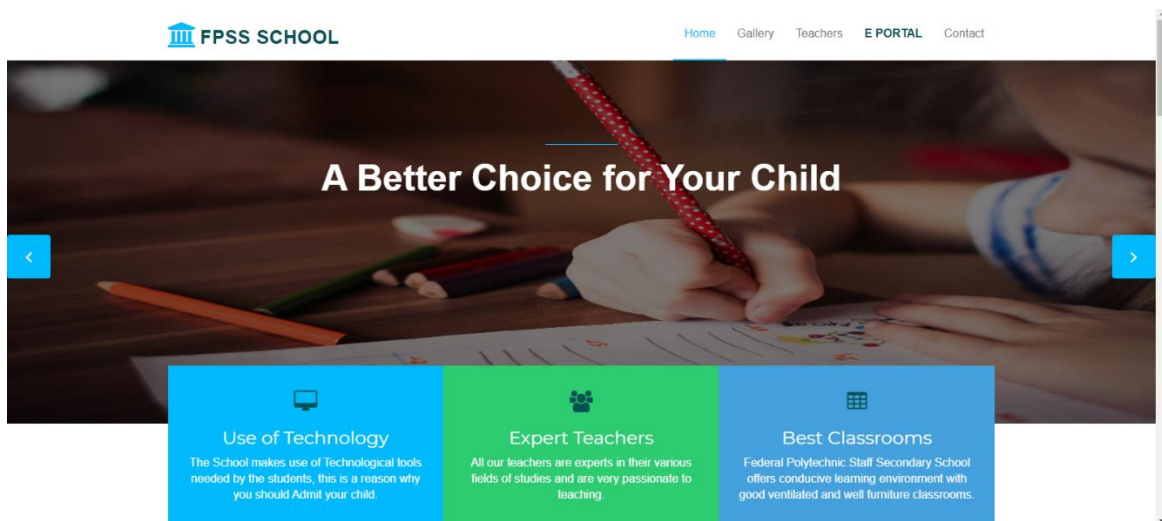 FPSS SCHOOL
Home Gallery Teachers E PORTAL Contact
A Better Choice for Your Child
Use of Technology
The School makes use of Technological tools
needed by the students, this is a reason why
you should Admit your child.
Expert Teachers
All our teachers are experts in their various
fields of studies and are very passionate to
teaching.
Best Classrooms
Federal Polytechnic Staff Secondary School
offers conducive learning environment with
good ventilated and well furniture classrooms.